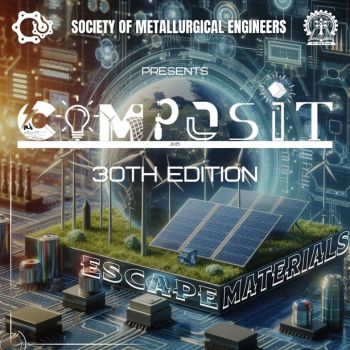 SOCIETY OF METALLURGICAL ENGINEERS
PRESENTS
COMPOSIT
2025
30TH EDITION
ESCAPE MATERIALS